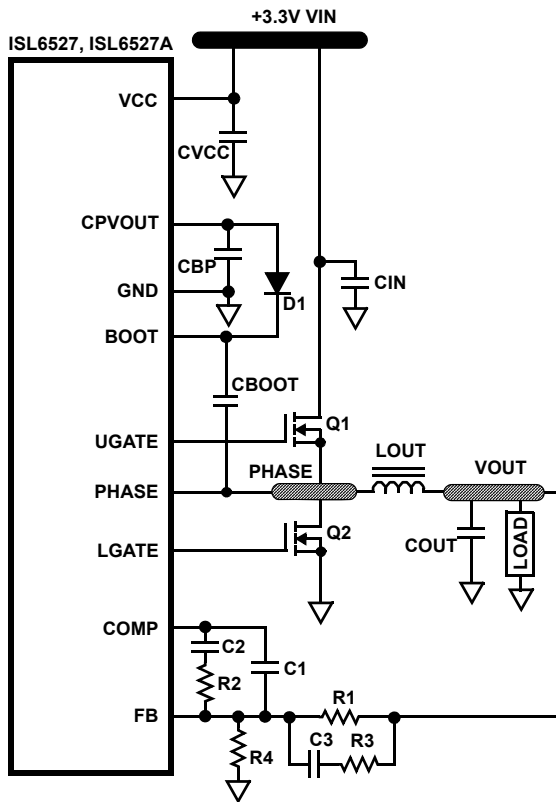 +3.3V VIN
ISL6527, ISL6527A
VCC
CVCC
CPVOUT
CBP
GND
D1
CIN
BOOT
CBOOT
UGATE
Q1
PHASE
PHASE
LOUT
VOUT
LGATE
Q2
COUT
LOAD
COMP
C2
C1
R2
FB
R1
R4
C3
R3